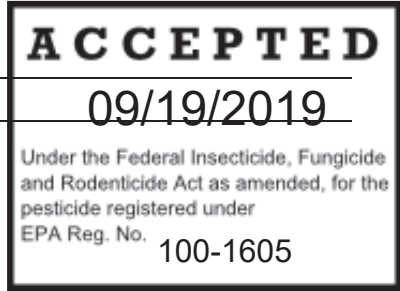 ACCEPTED
09/19/2019
Under the Federal Insecticide, Fungicide
and Rodenticide Act as amended, for the
pesticide registered under
EPA Reg. No. 100-1605